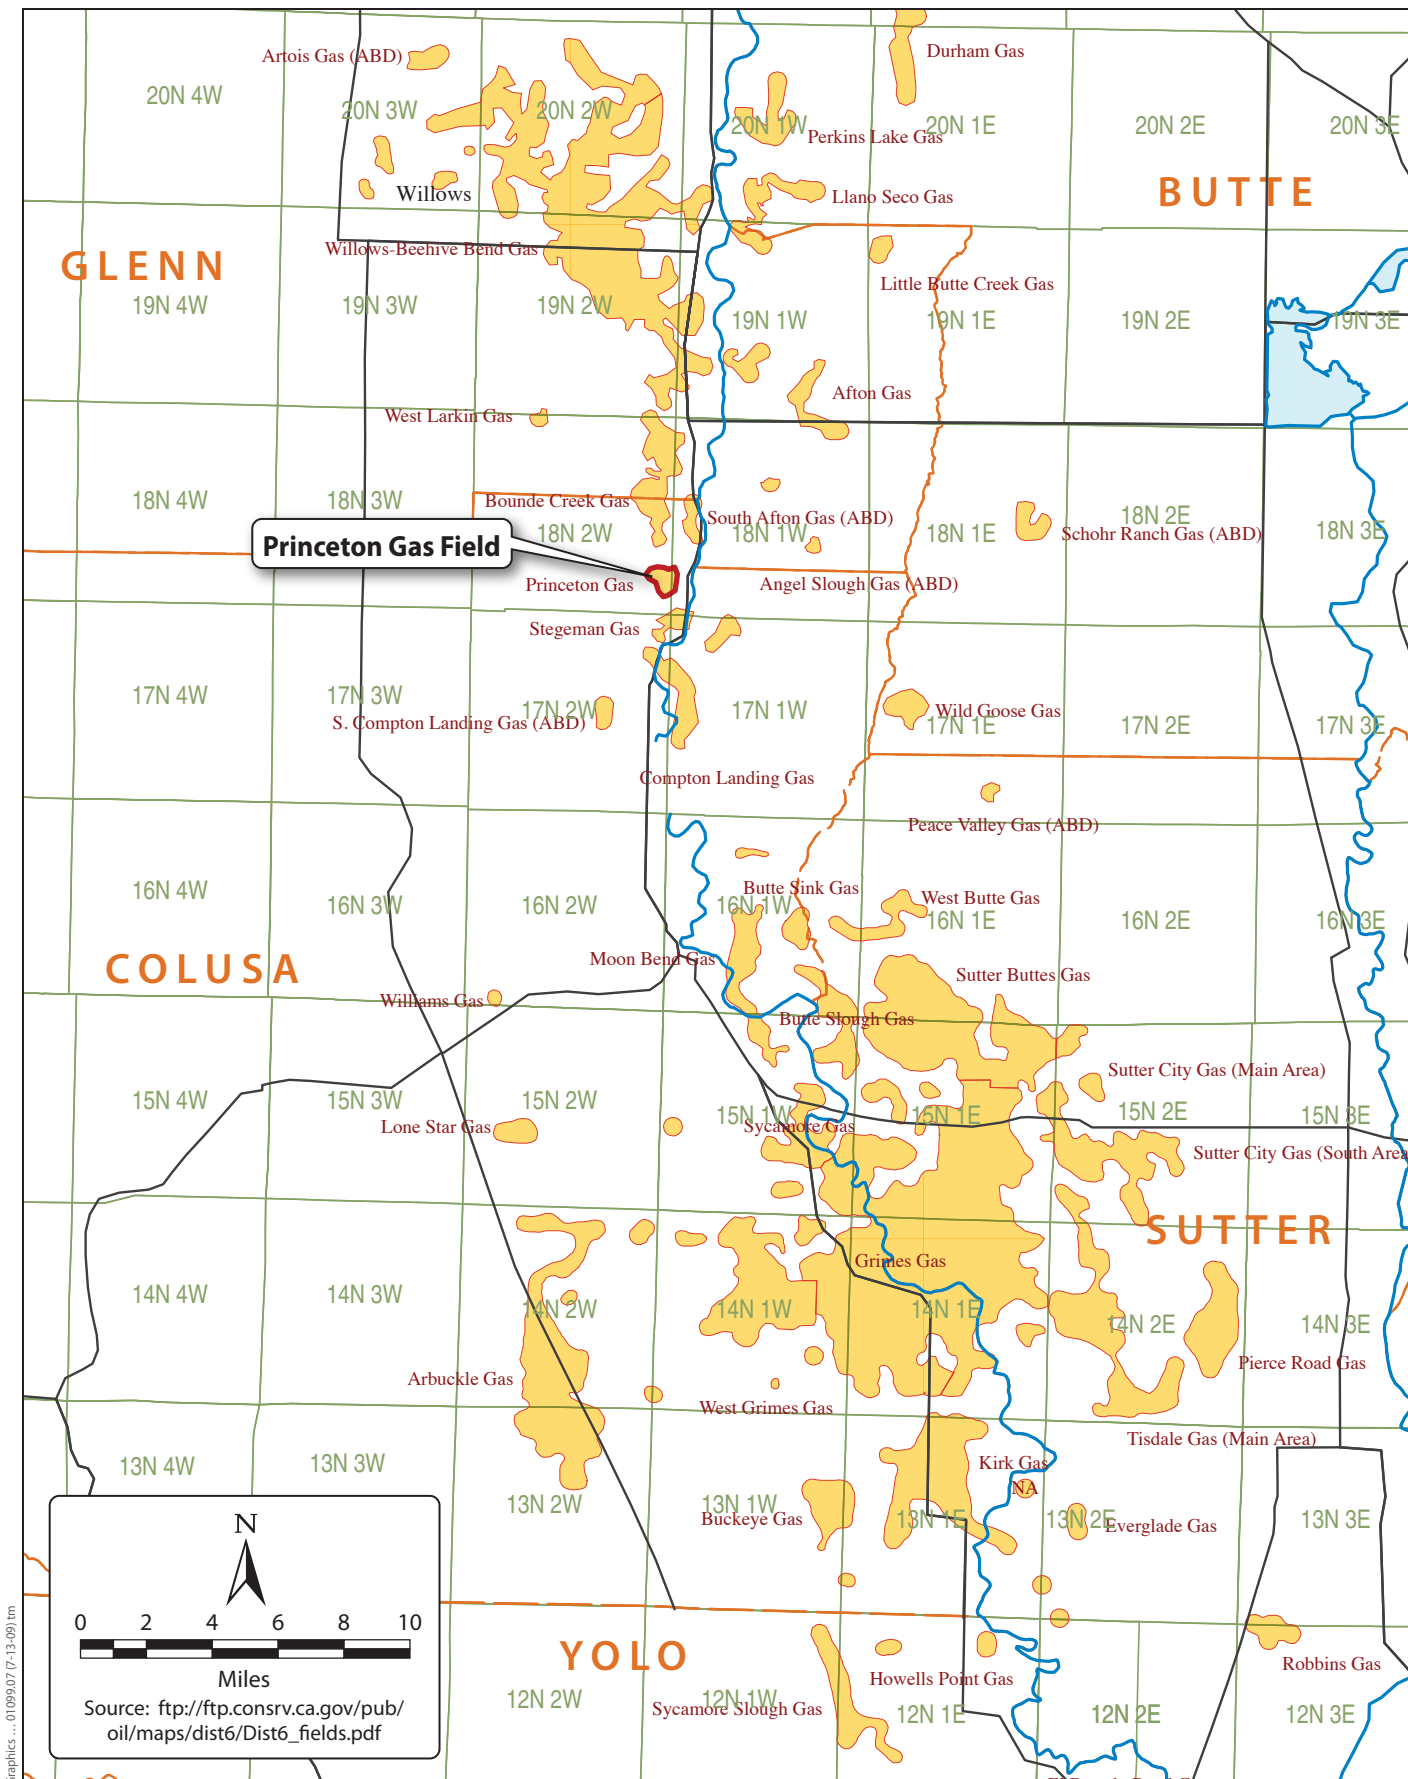 Artois Gas (ABD)
Durham Gas
20N 4W
20N 3W
20N 2W
20N 1W
20N 1E
20N 2E
20N 3E
Perkins Lake Gas
Willows
Llano Seco Gas
BUTTE
GLENN
Willows-Beehive Bend Gas
Little Butte Creek Gas
19N 4W
19N 3W
19N 2W
19N 1W
19N 1E
19N 2E
19N 3E
Afton Gas
West Larkin Gas
18N 4W
18N 3W
Bounde Creek Gas
18N 2W
South Afton Gas (ABD)
18N 1W
18N 1E
18N 2E
Schohr Ranch Gas (ABD)
18N 3E
Princeton Gas Field
Princeton Gas
Angel Slough Gas (ABD)
Stegeman Gas
17N 4W
17N 3W
17N 2W
S. Compton Landing Gas (ABD)
17N 1W
Wild Goose Gas
17N 1E
17N 2E
17N 3E
Compton Landing Gas
Peace Valley Gas (ABD)
16N 4W
16N 3W
16N 2W
Butte Sink Gas
16N 1W
West Butte Gas
16N 1E
16N 2E
16N 3E
COLUSA
Moon Bend Gas
Sutter Buttes Gas
Williams Gas
Butte Slough Gas
Sutter City Gas (Main Area)
15N 4W
15N 3W
15N 2W
15N 1W
15N 1E
15N 2E
15N 3E
Lone Star Gas
Sycamore Gas
Sutter City Gas (South Area
SUTTER
Grimes Gas
14N 4W
14N 3W
14N 2W
14N 1W
14N 1E
14N 2E
14N 3E
Pierce Road Gas
Arbuckle Gas
West Grimes Gas
Tisdale Gas (Main Area)
13N 4W
13N 3W
Kirk Gas
NA
13N 2W
13N 1W
Buckeye Gas
13N 1E
13N 2E
Everglade Gas
13N 3E
N
0 2 4 6 8 10
Miles
Source: ftp://ftp.consrv.ca.gov/pub/
oil/maps/dist6/Dist6_fields.pdf
YOLO
Howells Point Gas
Robbins Gas
12N 2W
12N 1W
Sycamore Slough Gas
12N 1E
12N 2E
12N 3E
Graphics … 01099.07 (7-13-09) tm